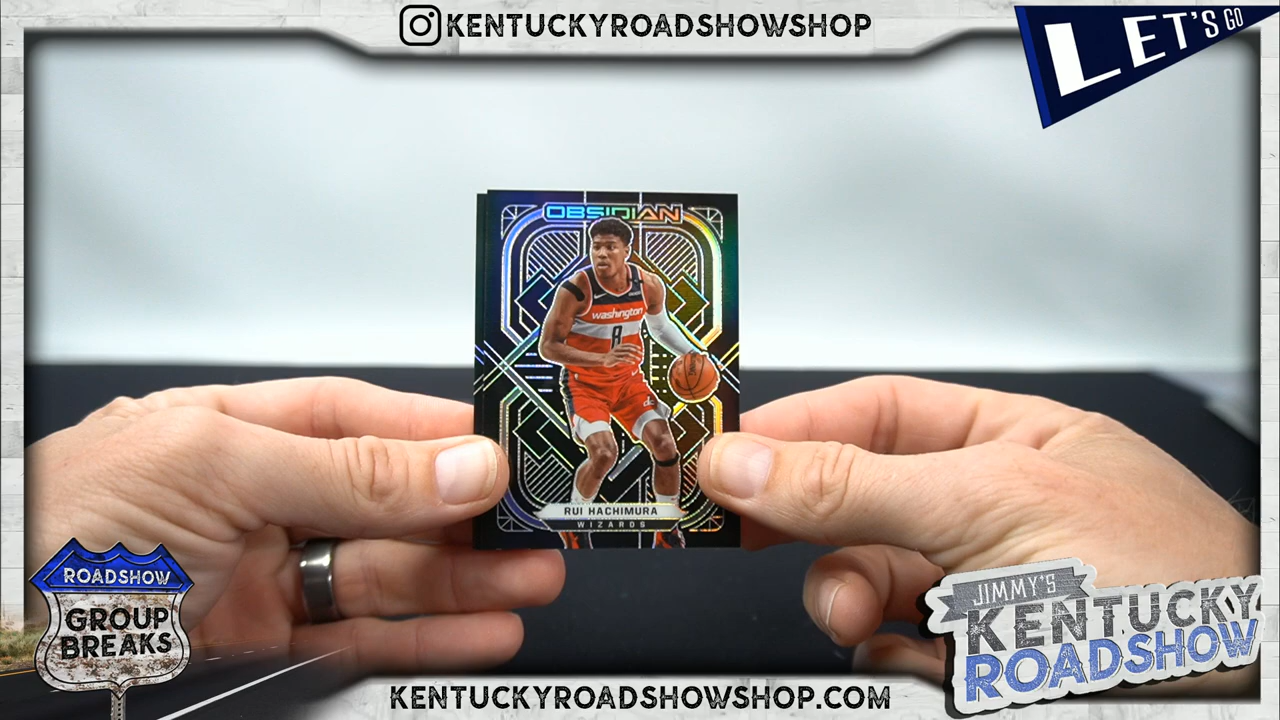 KENTUCKYROADSHOWSHOP
LET'S GO
OBSIDIAN
washington
8
RUI HACHIMURA
WIZARDS
ROADSHOW
GROUP
BREAKS
JIMMY'S
KENTUCKY
ROADSHOW
KENTUCKYROADSHOWSHOP.COM